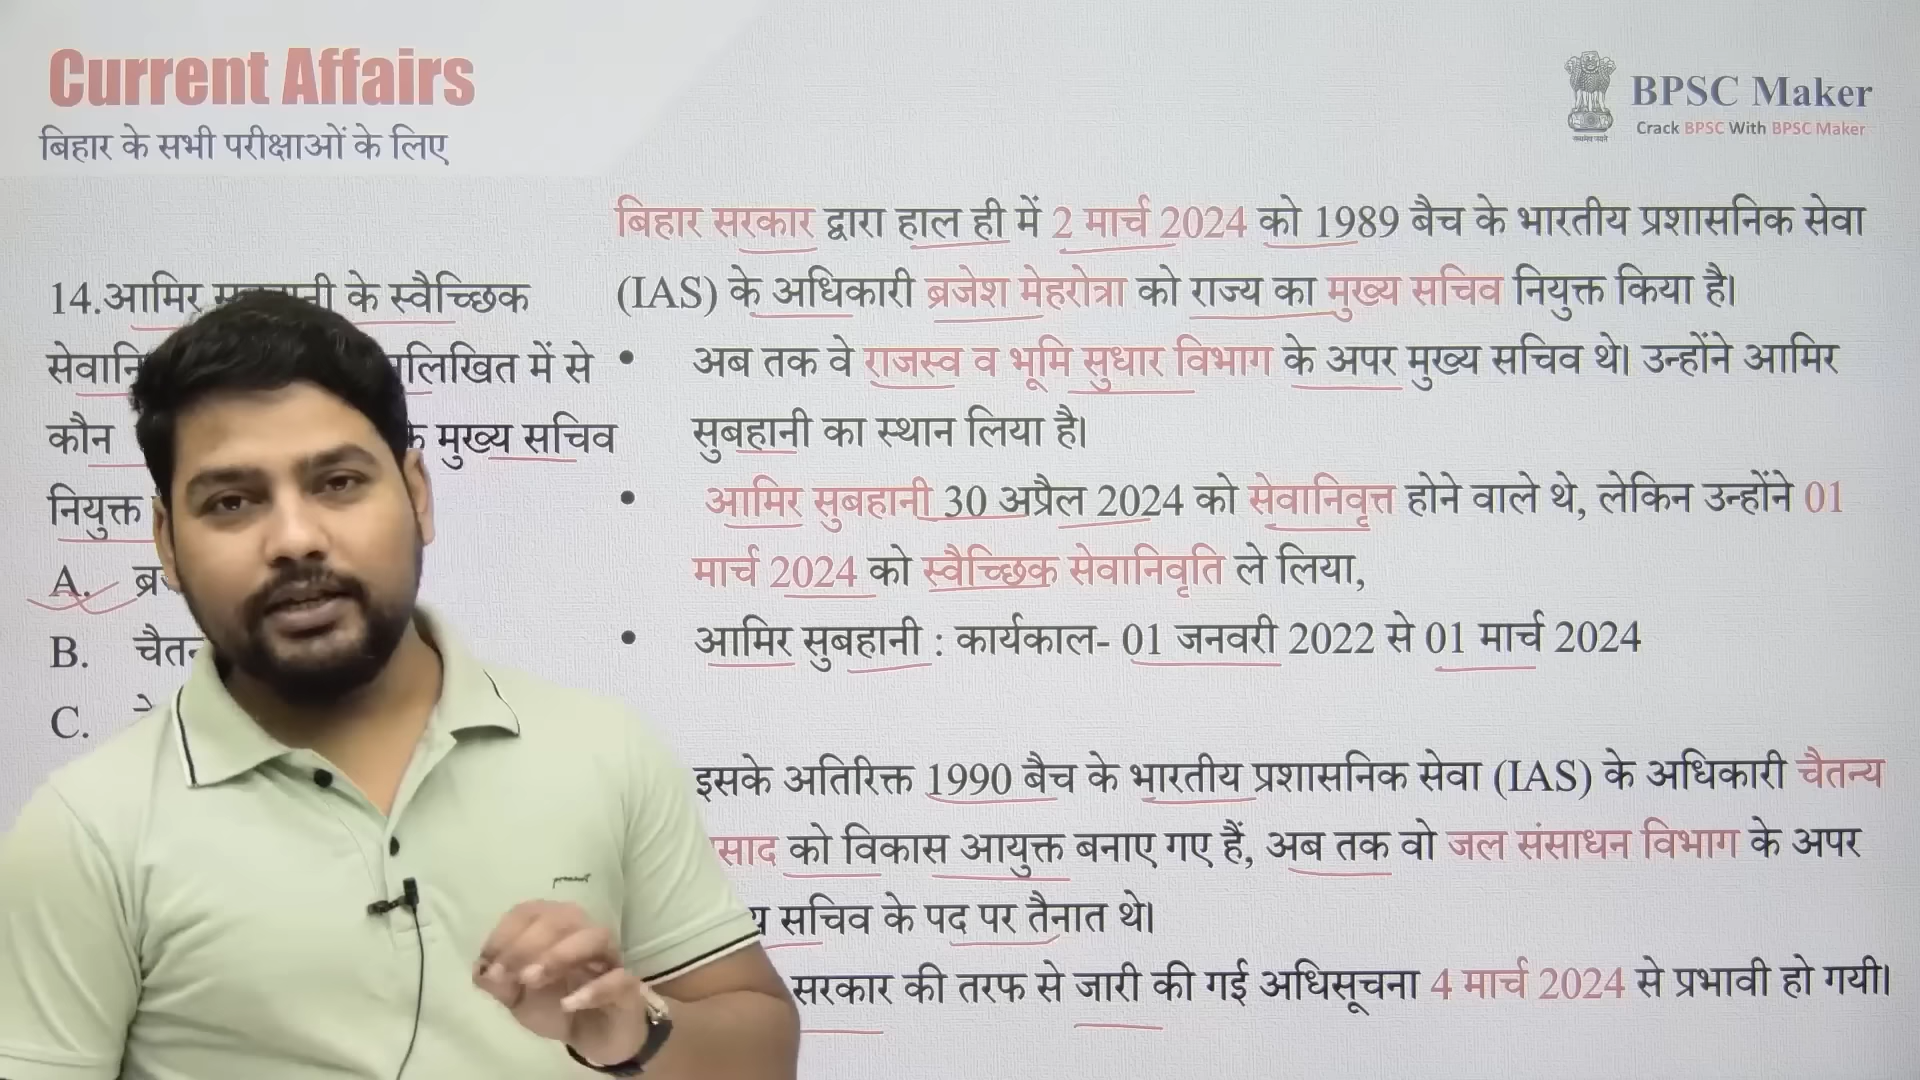 Current Affairs
बिहार के सभी परीक्षाओं के लिए
BPSC Maker
Crack BPSC With BPSC Maker
14.आमिर के स्वैच्छिक
में से
कौन मुख्य सचिव
नियुक्त
A.
B.
C.
बिहार सरकार द्वारा हाल ही में 2 मार्च 2024 को 1989 बैच के भारतीय प्रशासनिक सेवा
(IAS) के अधिकारी ब्रजेश मेहरोत्रा को राज्य का मुख्य सचिव नियुक्त किया है।
• अब तक वे राजस्व व भूमि सुधार विभाग के अपर मुख्य सचिव थे। उन्होंने आमिर
सुबहानी का स्थान लिया है।
• आमिर सुबहानी 30 अप्रैल 2024 को सेवानिवृत्त होने वाले थे, लेकिन उन्होंने 01
मार्च 2024 को स्वैच्छिक सेवानिवृति ले लिया,
• आमिर सुबहानी : कार्यकाल- 01 जनवरी 2022 से 01 मार्च 2024
इसके अतिरिक्त 1990 बैच के भारतीय प्रशासनिक सेवा (IAS) के अधिकारी चैतन्य
को विकास आयुक्त बनाए गए हैं, अब तक वो जल संसाधन विभाग के अपर
सचिव के पद पर तैनात थे।
सरकार की तरफ से जारी की गई अधिसूचना 4 मार्च 2024 से प्रभावी हो गयी।